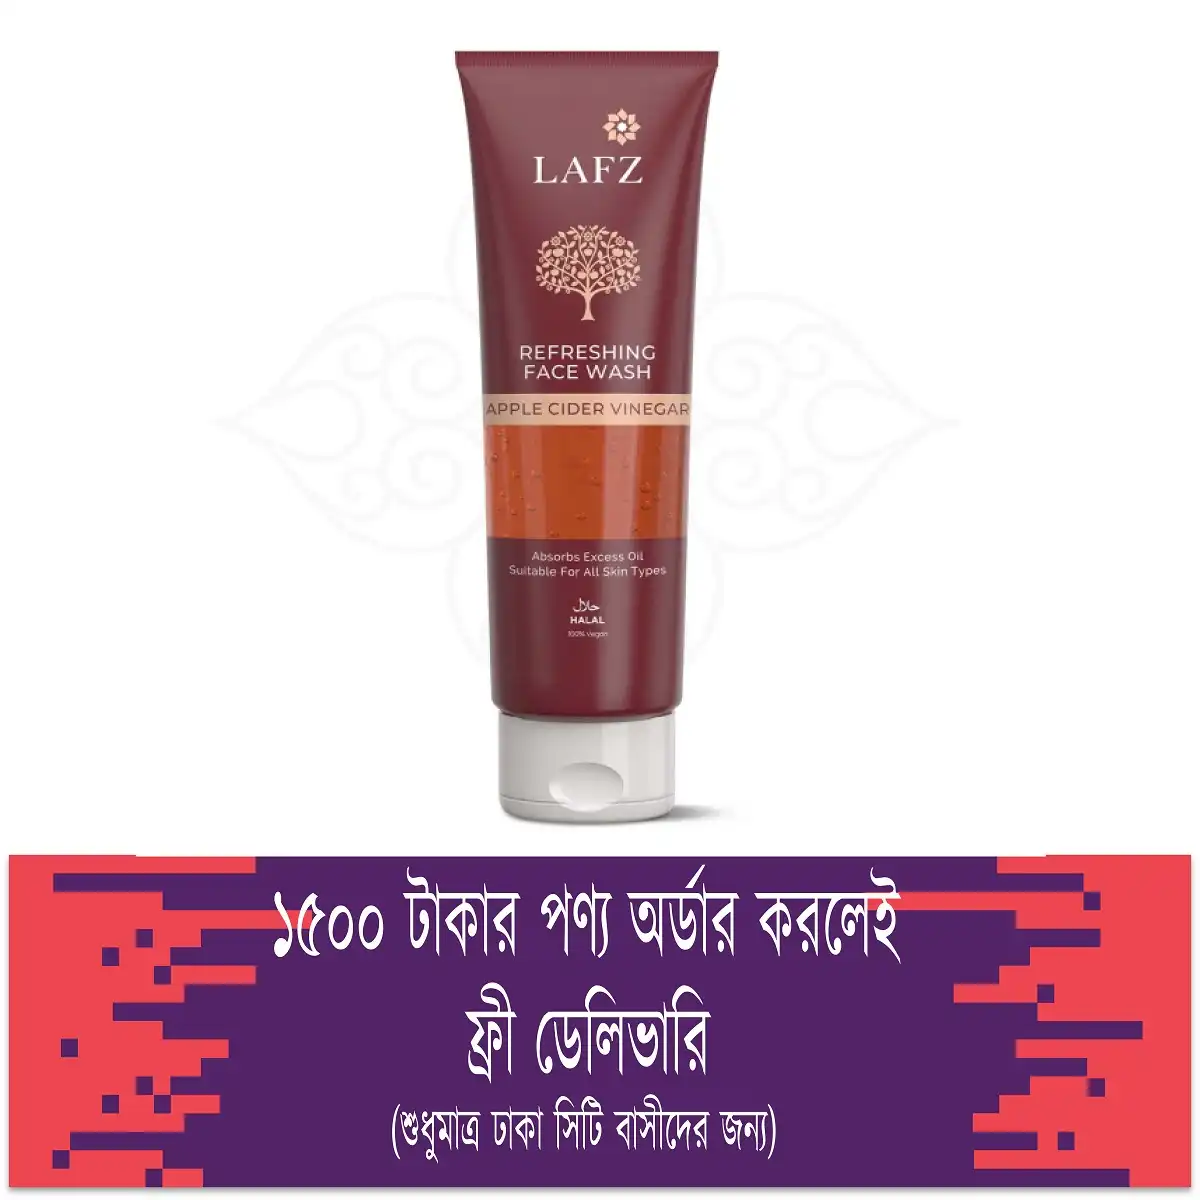 LAFZ
REFRESHING
FACE WASH
APPLE CIDER VINEGAR
Absorbs Excess Oil
Suitable For All Skin Types
حلال
HALAL
100% Vegan
১৫০০ টাকার পণ্য অর্ডার করলেই
ফ্রী ডেলিভারি
(শুধুমাত্র ঢাকা সিটি বাসীদের জন্য)